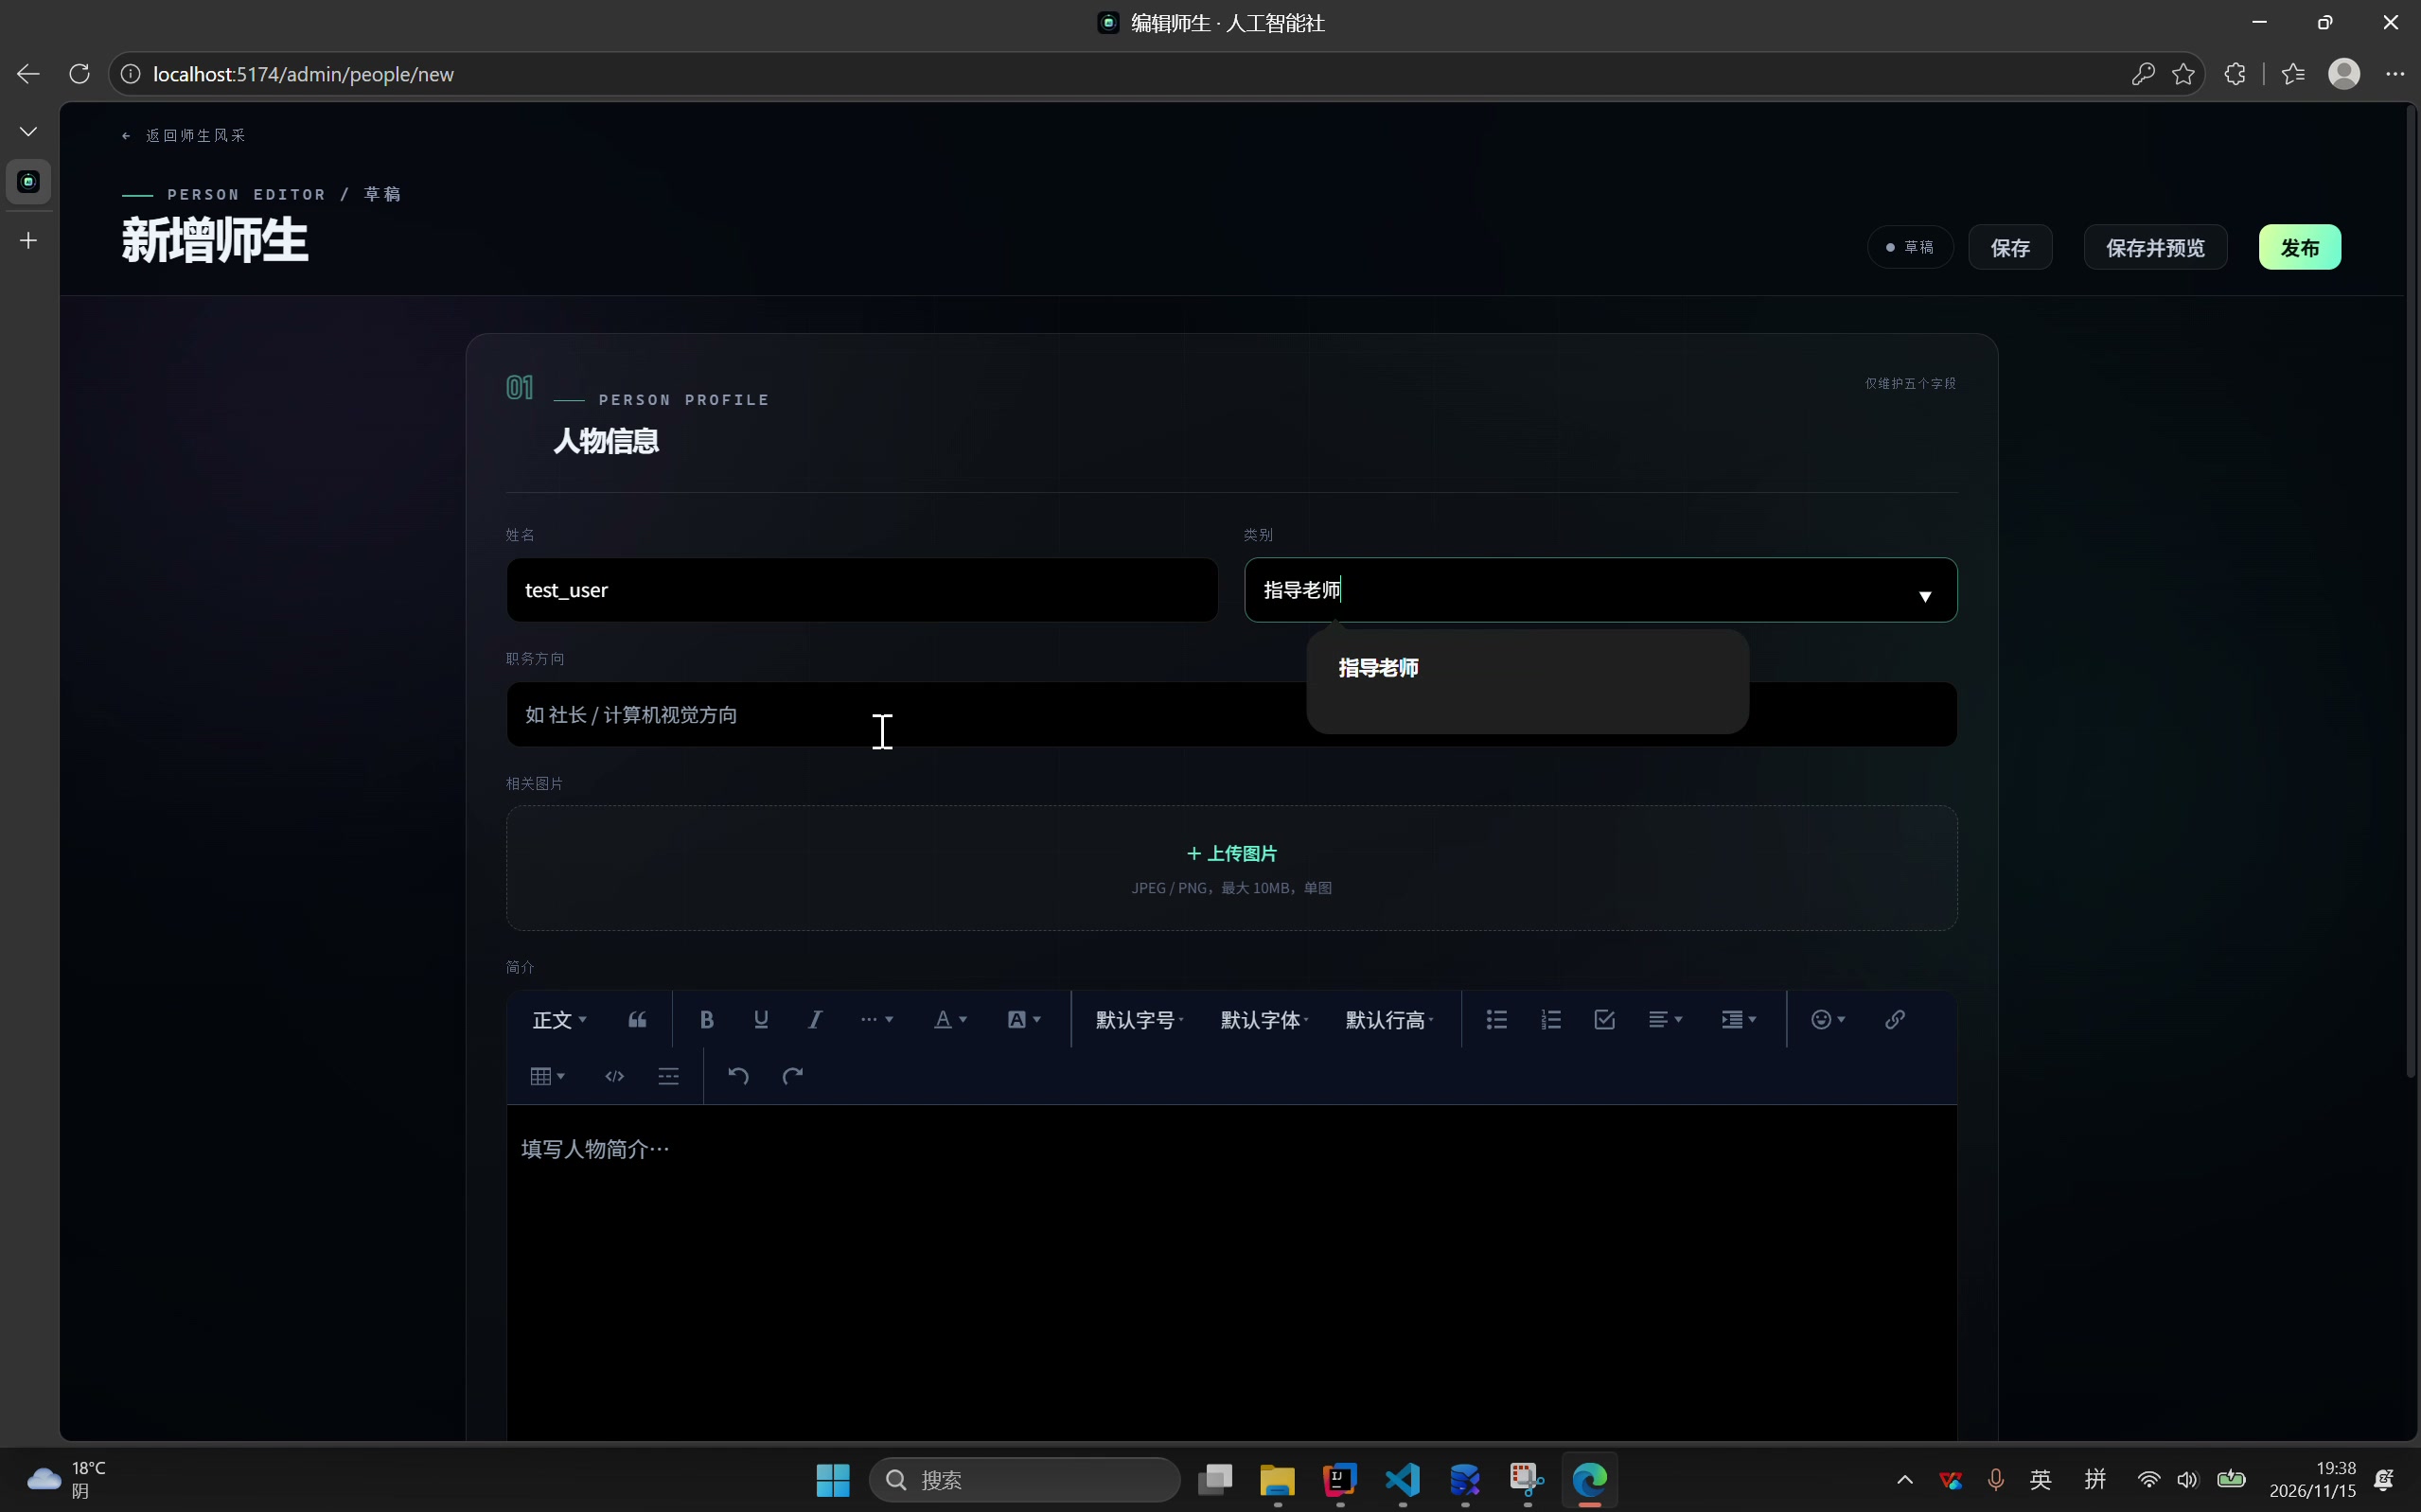 编辑师生 · 人工智能社
localhost:5174/admin/people/new
← 返回师生风采
PERSON EDITOR / 草稿
新增师生
草稿
保存
保存并预览
发布
01
PERSON PROFILE
仅维护五个字段
人物信息
姓名
类别
test_user
指导老师
职务方向
指导老师
如 社长 / 计算机视觉方向
相关图片
+ 上传图片
JPEG / PNG，最大 10MB，单图
简介
正文
默认字号
默认字体
默认行高
填写人物简介…
18°C
阴
搜索
英
拼
19:38
2026/11/15